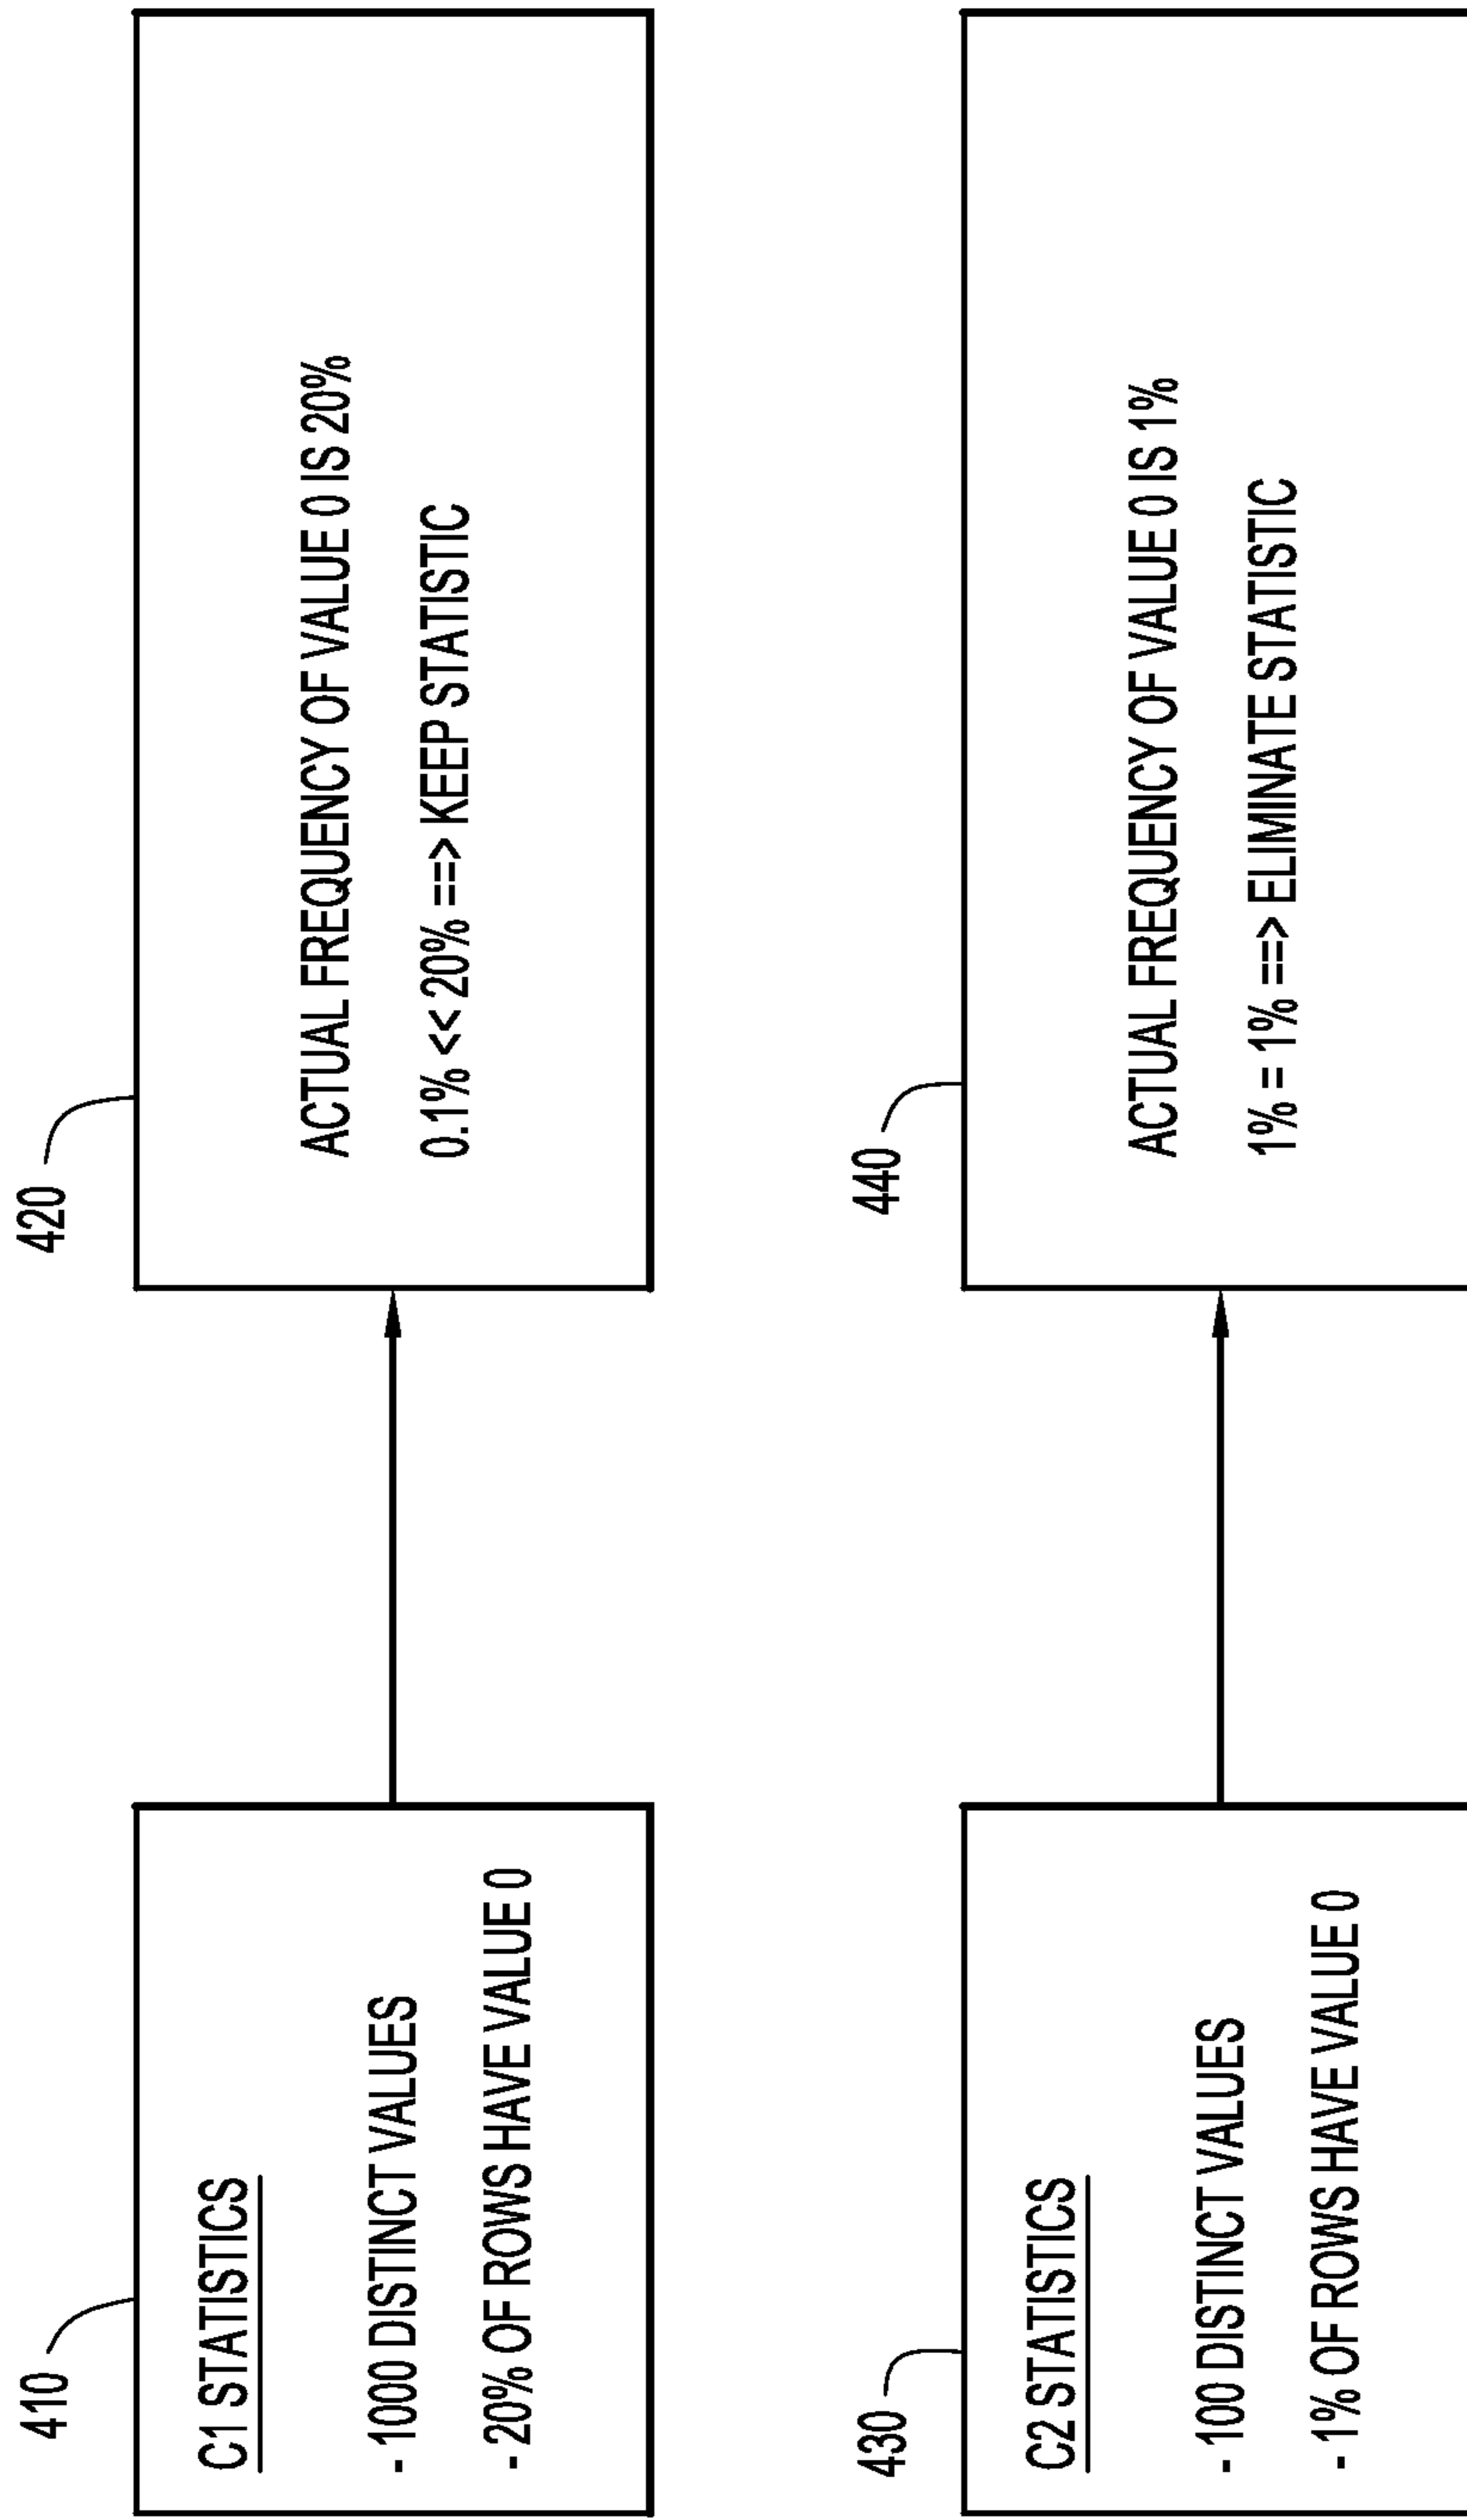 410
C1 STATISTICS
- 1000 DISTINCT VALUES
- 20% OF ROWS HAVE VALUE 0
420
ACTUAL FREQUENCY OF VALUE 0 IS 20%
0.1% << 20% ==> KEEP STATISTIC
430
C2 STATISTICS
- 100 DISTINCT VALUES
- 1% OF ROWS HAVE VALUE 0
440
ACTUAL FREQUENCY OF VALUE 0 IS 1%
1% = 1% ==> ELIMINATE STATISTIC